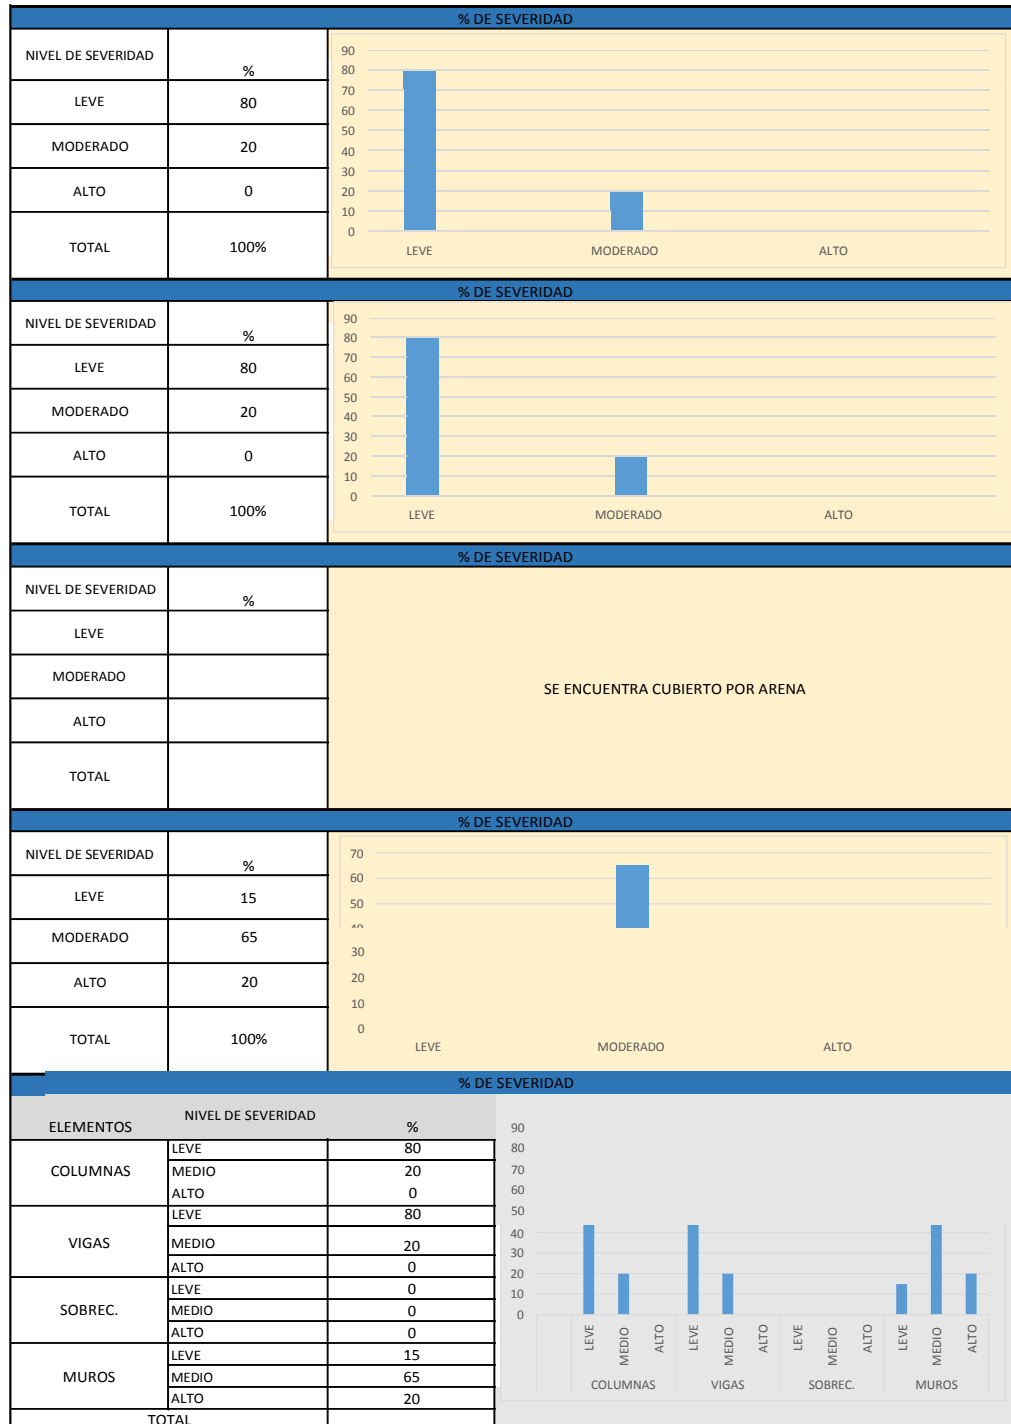 % DE SEVERIDAD
NIVEL DE SEVERIDAD %
LEVE 80
MODERADO 20
ALTO 0
TOTAL 100%
90
80
70
60
50
40
30
20
10
0
LEVE MODERADO ALTO
% DE SEVERIDAD
NIVEL DE SEVERIDAD %
LEVE 80
MODERADO 20
ALTO 0
TOTAL 100%
90
80
70
60
50
40
30
20
10
0
LEVE MODERADO ALTO
% DE SEVERIDAD
NIVEL DE SEVERIDAD %
LEVE
MODERADO
ALTO
TOTAL
SE ENCUENTRA CUBIERTO POR ARENA
% DE SEVERIDAD
NIVEL DE SEVERIDAD %
LEVE 15
MODERADO 65
ALTO 20
TOTAL 100%
70
60
50
40
30
20
10
0
LEVE MODERADO ALTO
% DE SEVERIDAD
ELEMENTOS NIVEL DE SEVERIDAD %
COLUMNAS
LEVE 80
MEDIO 20
ALTO 0
VIGAS
LEVE 80
MEDIO 20
ALTO 0
SOBREC.
LEVE 0
MEDIO 0
ALTO 0
MUROS
LEVE 15
MEDIO 65
ALTO 20
TOTAL
90
80
70
60
50
40
30
20
10
0
LEVE MEDIO ALTO LEVE MEDIO ALTO LEVE MEDIO ALTO LEVE MEDIO ALTO
COLUMNAS VIGAS SOBREC. MUROS